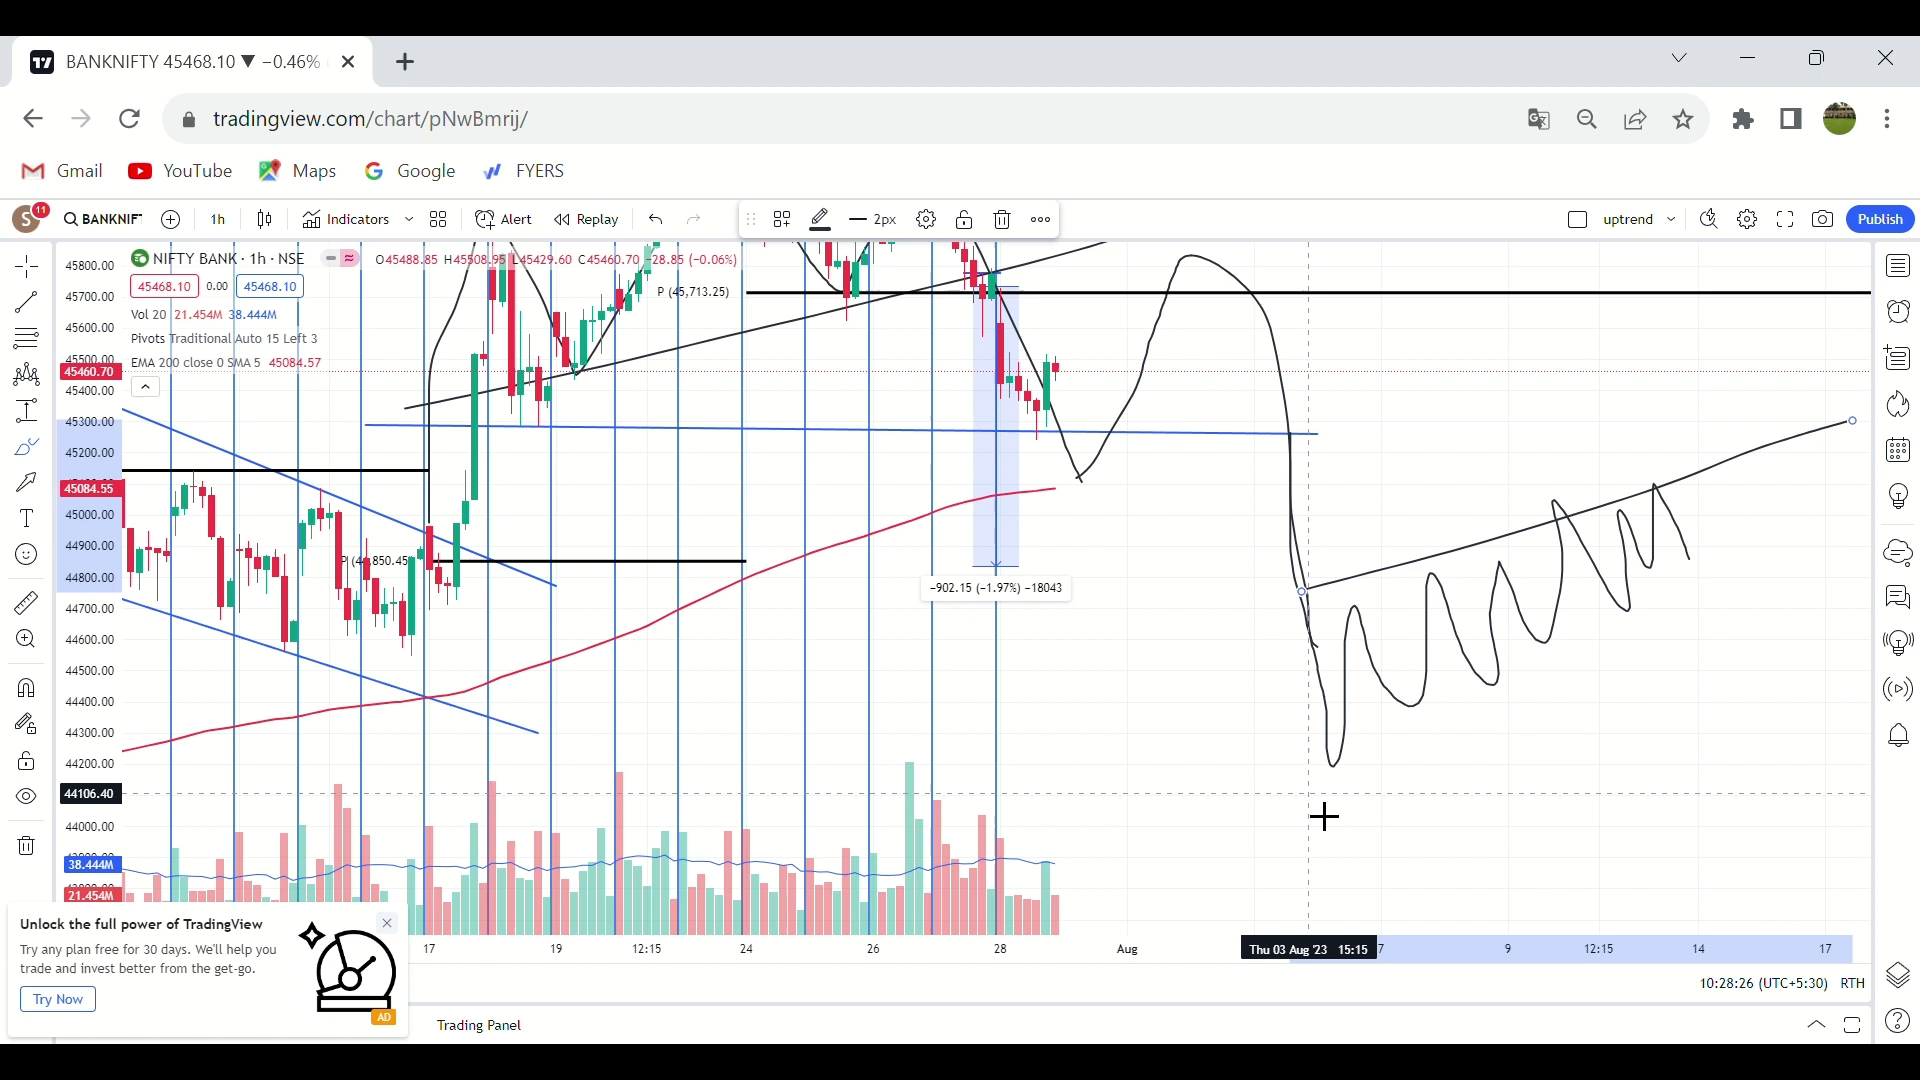 BANKNIFTY 45468.10 ▼ −0.46%
tradingview.com/chart/pNwBmrij/
Gmail YouTube Maps Google FYERS
S 11 BANKNIF 1h Indicators Alert Replay 2px uptrend Publish
NIFTY BANK · 1h · NSE O45488.85 H45508.95 L45429.60 C45460.70 −28.85 (−0.06%)
45468.10 0.00 45468.10
Vol 20 21.454M 38.444M
Pivots Traditional Auto 15 Left 3
EMA 200 close 0 SMA 5 45084.57
P (45,713.25)
P (44,850.45)
−902.15 (−1.97%) −18043
45800.00
45700.00
45600.00
45500.00
45460.70
45400.00
45300.00
45200.00
45084.55
45000.00
44900.00
44800.00
44700.00
44600.00
44500.00
44400.00
44300.00
44200.00
44106.40
44000.00
38.444M
21.454M
17 19 12:15 24 26 28 Aug Thu 03 Aug '23 15:15 7 9 12:15 14 17
Unlock the full power of TradingView
Try any plan free for 30 days. We'll help you
trade and invest better from the get-go.
Try Now
AD
10:28:26 (UTC+5:30) RTH
Trading Panel